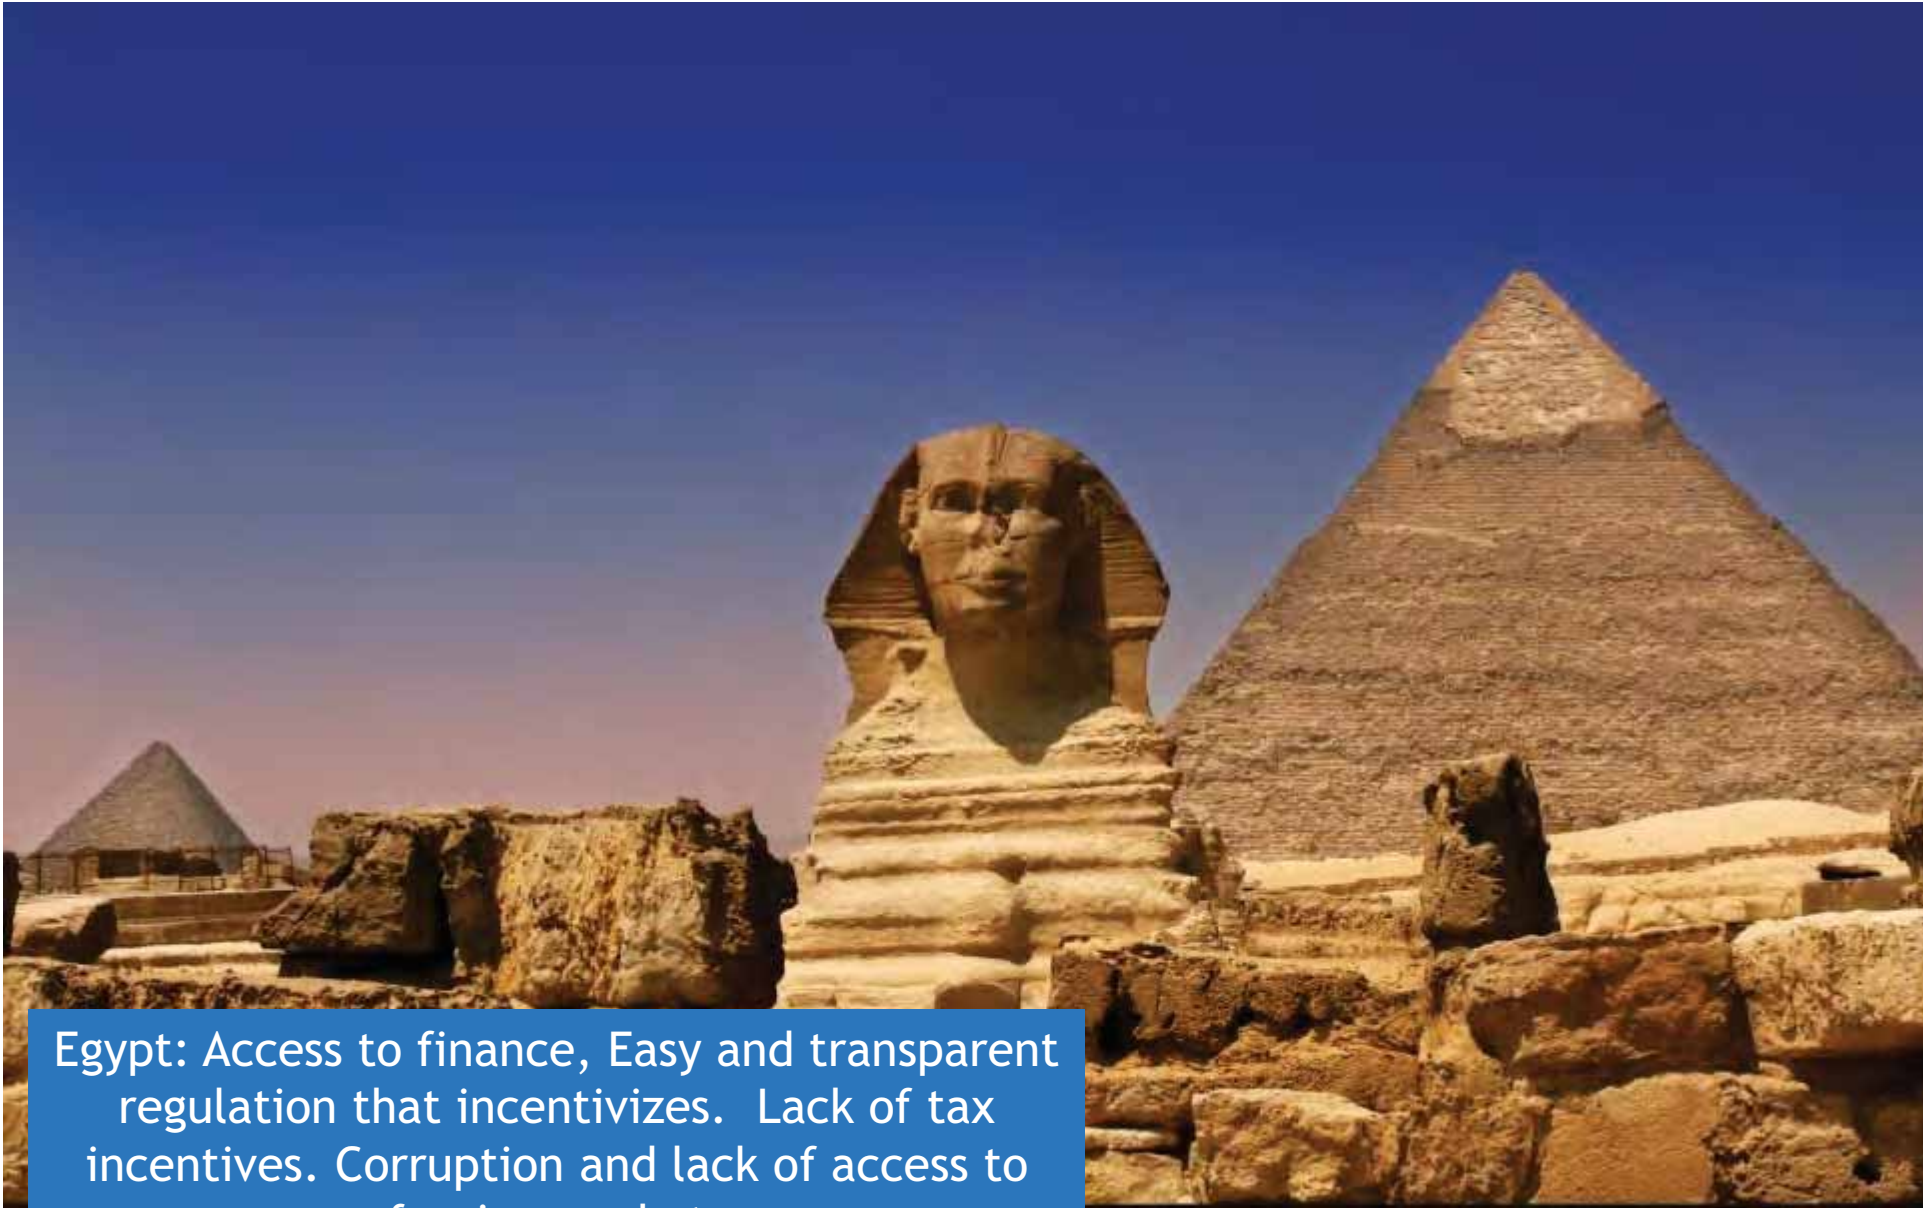 Egypt: Access to finance, Easy and transparent
regulation that incentivizes.  Lack of tax
incentives. Corruption and lack of access to